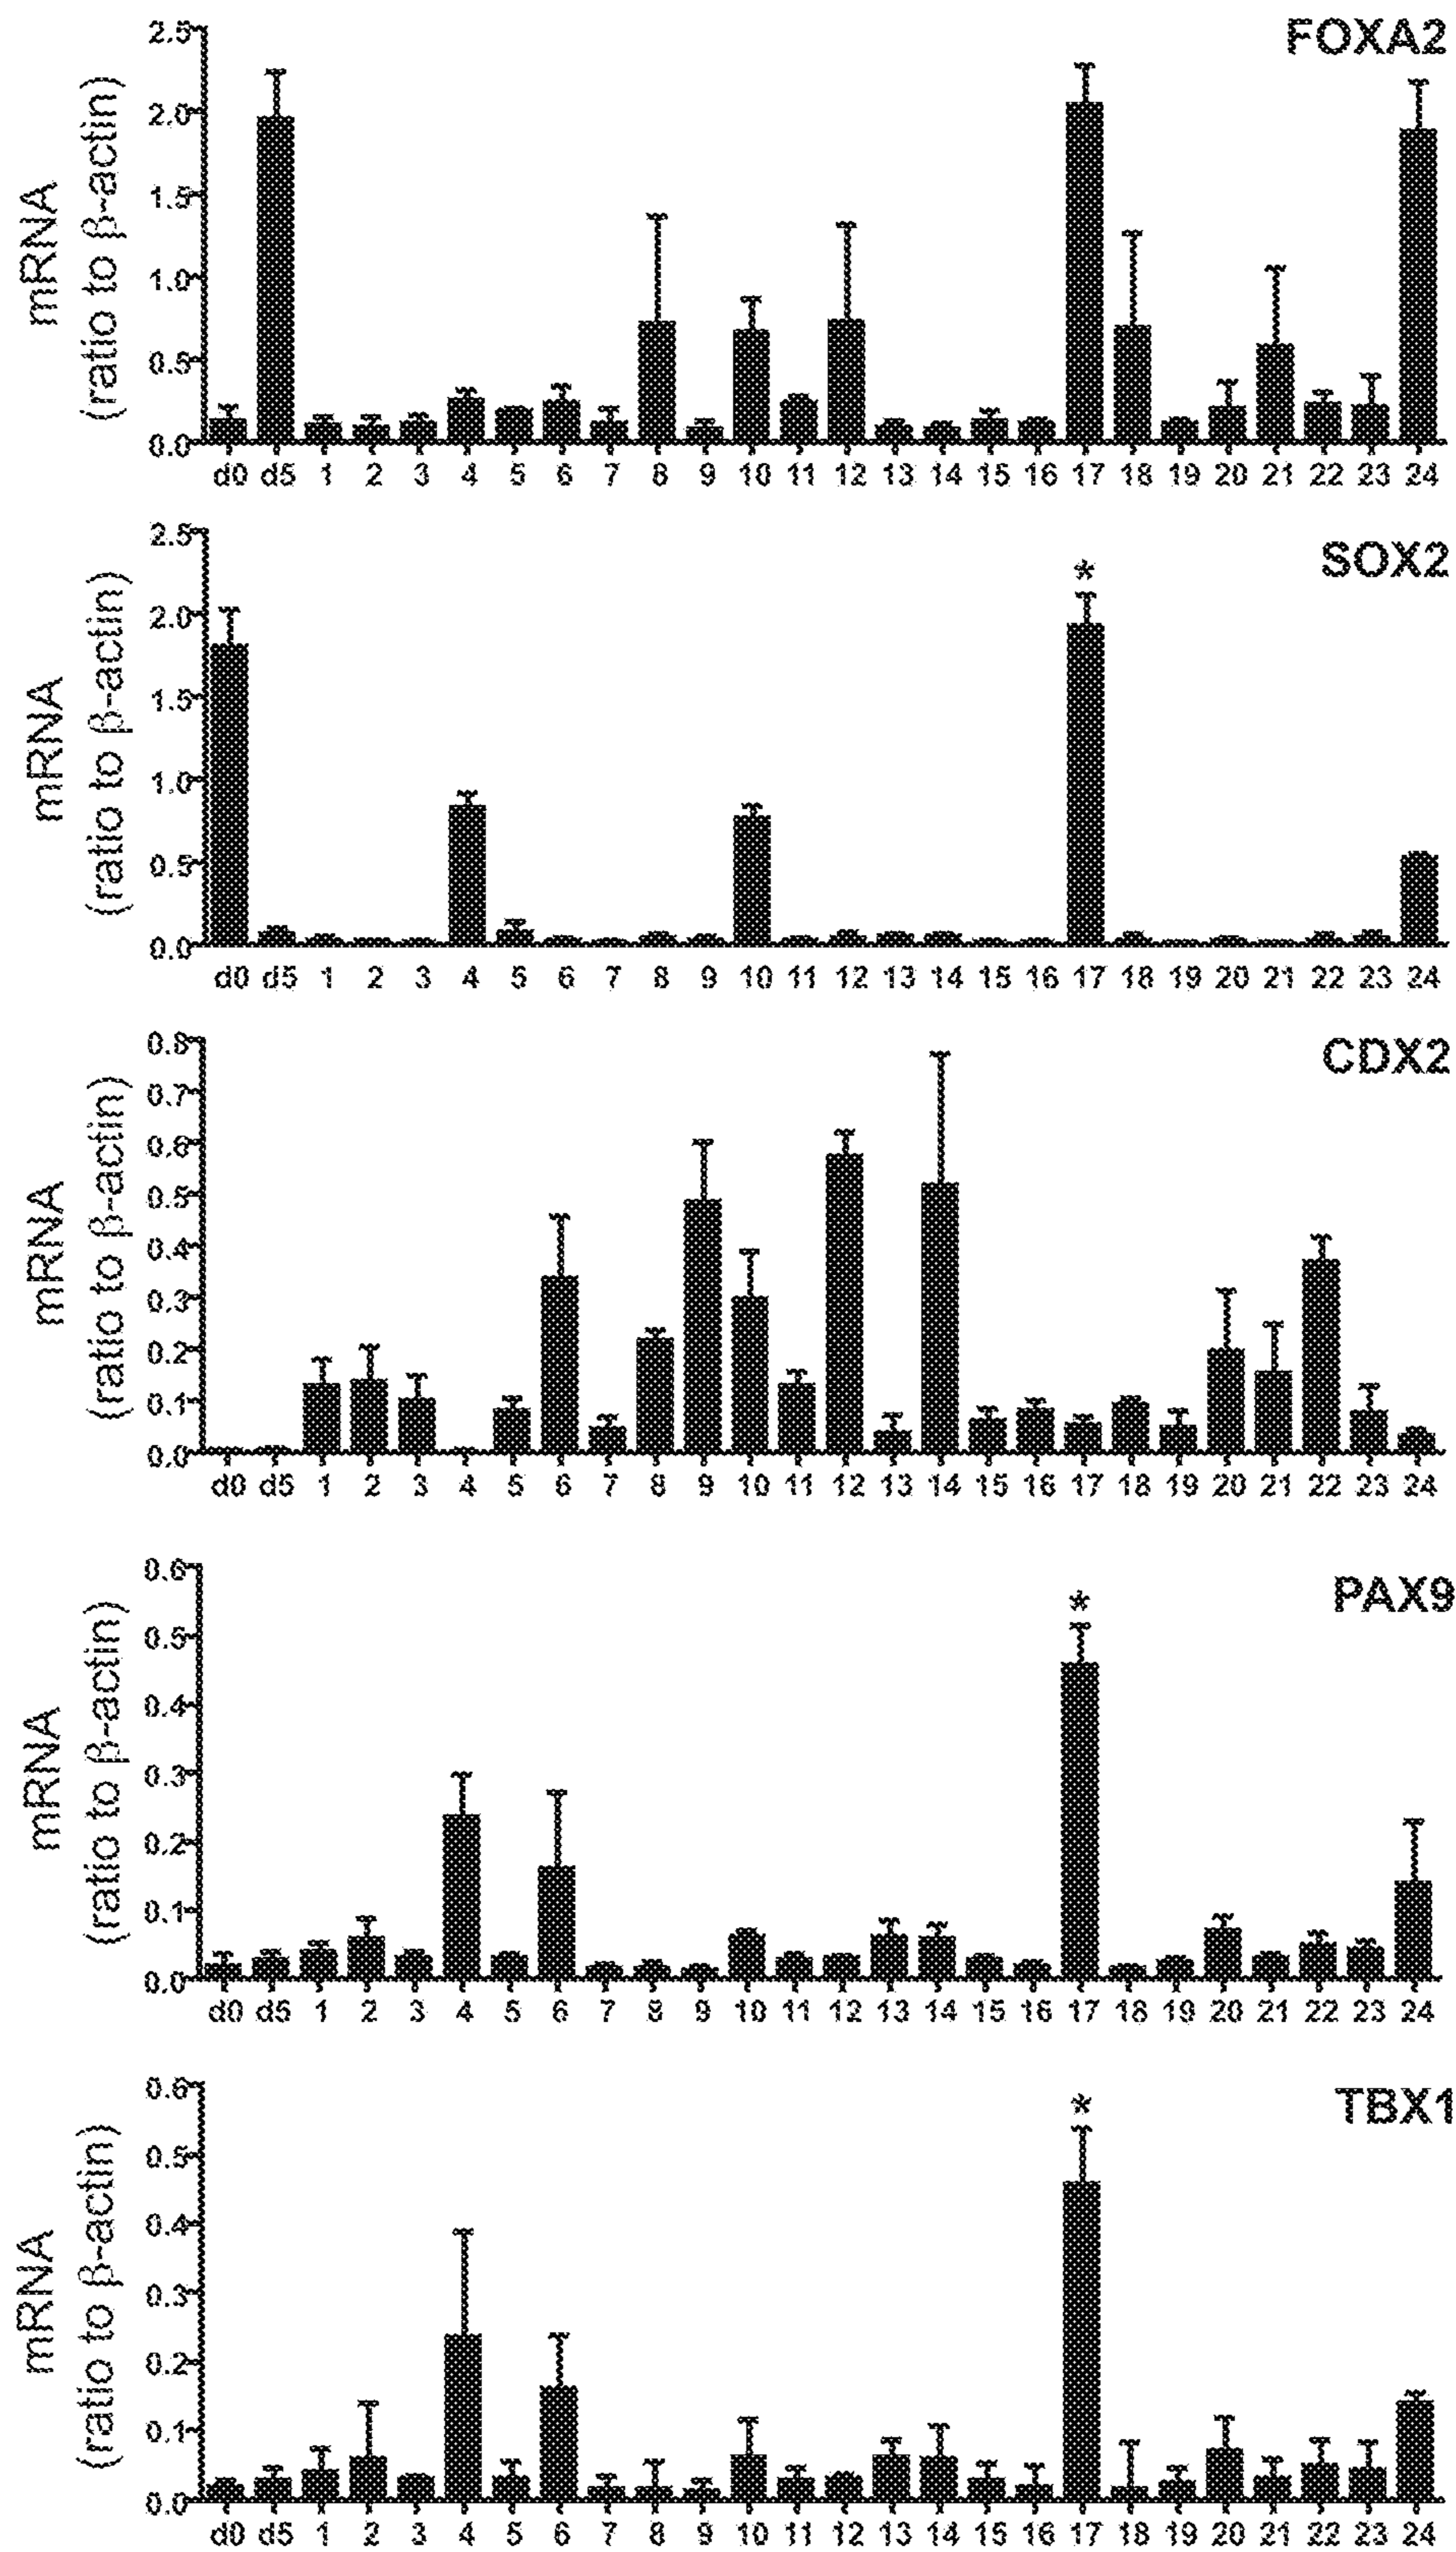 FOXA2
mRNA
(ratio to β-actin)
2.5
2.0
1.5
1.0
0.5
0.0
d0 d5 1 2 3 4 5 6 7 8 9 10 11 12 13 14 15 16 17 18 19 20 21 22 23 24
SOX2
mRNA
(ratio to β-actin)
2.5
2.0
1.5
1.0
0.5
0.0
*
d0 d5 1 2 3 4 5 6 7 8 9 10 11 12 13 14 15 16 17 18 19 20 21 22 23 24
CDX2
mRNA
(ratio to β-actin)
0.8
0.7
0.6
0.5
0.4
0.3
0.2
0.1
0.0
d0 d5 1 2 3 4 5 6 7 8 9 10 11 12 13 14 15 16 17 18 19 20 21 22 23 24
PAX9
mRNA
(ratio to β-actin)
0.6
0.5
0.4
0.3
0.2
0.1
0.0
*
d0 d5 1 2 3 4 5 6 7 8 9 10 11 12 13 14 15 16 17 18 19 20 21 22 23 24
TBX1
mRNA
(ratio to β-actin)
0.6
0.5
0.4
0.3
0.2
0.1
0.0
*
d0 d5 1 2 3 4 5 6 7 8 9 10 11 12 13 14 15 16 17 18 19 20 21 22 23 24